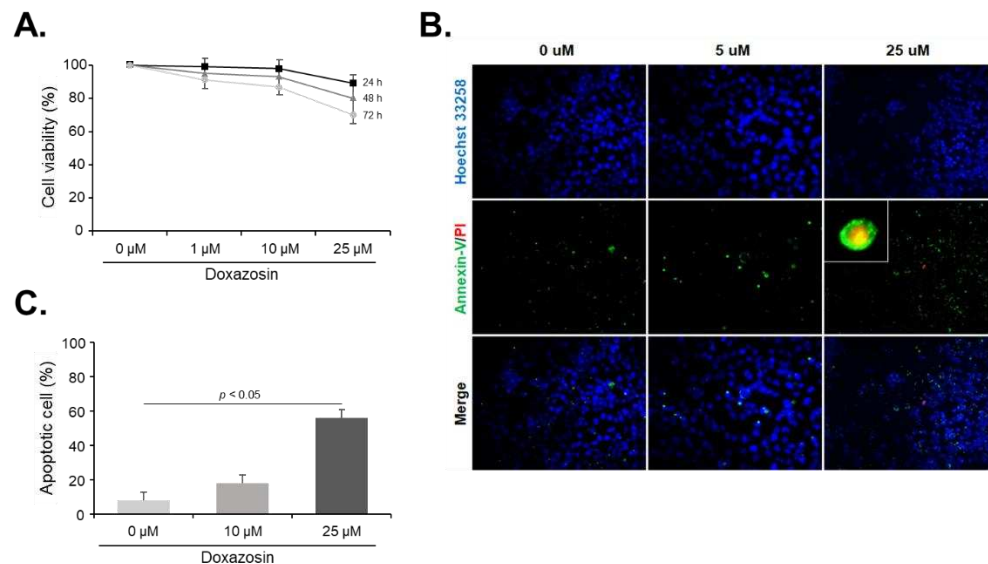 A.
Cell viability (%)
100
80
60
40
20
0
24 h
48 h
72 h
0 µM 1 µM 10 µM 25 µM
Doxazosin
B.
0 uM 5 uM 25 uM
Hoechst 33258
Annexin-V/PI
Merge
C.
Apoptotic cell (%)
100
80
60
40
20
0
p < 0.05
0 µM 10 µM 25 µM
Doxazosin